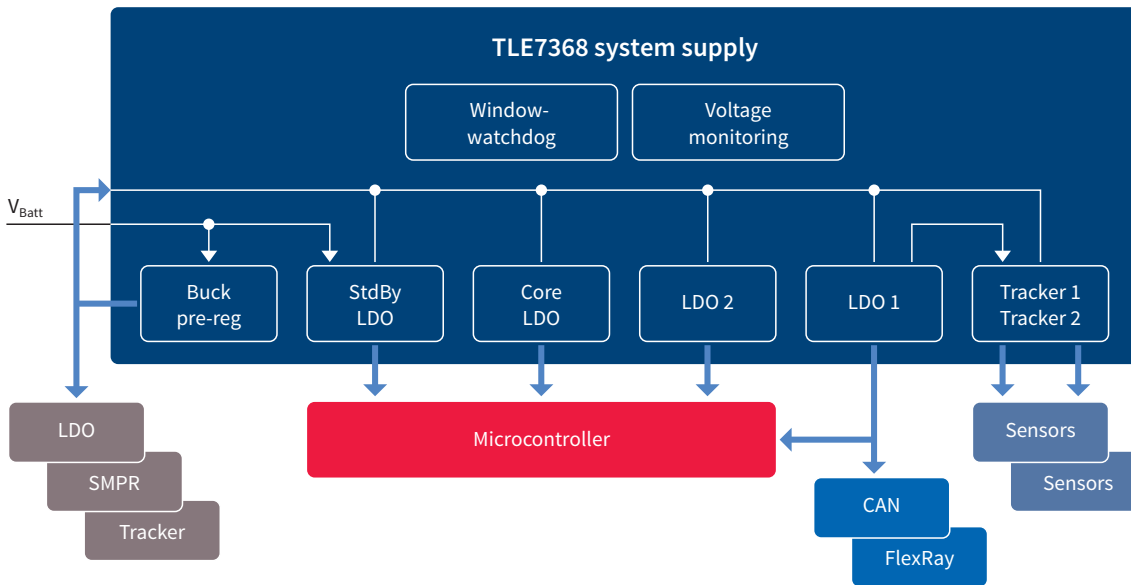 TLE7368 system supply
Window-
watchdog
Voltage
monitoring
VBatt
Buck
pre-reg
StdBy
LDO
Core
LDO
LDO 2
LDO 1
Tracker 1
Tracker 2
LDO
SMPR
Tracker
Microcontroller
CAN
FlexRay
Sensors
Sensors